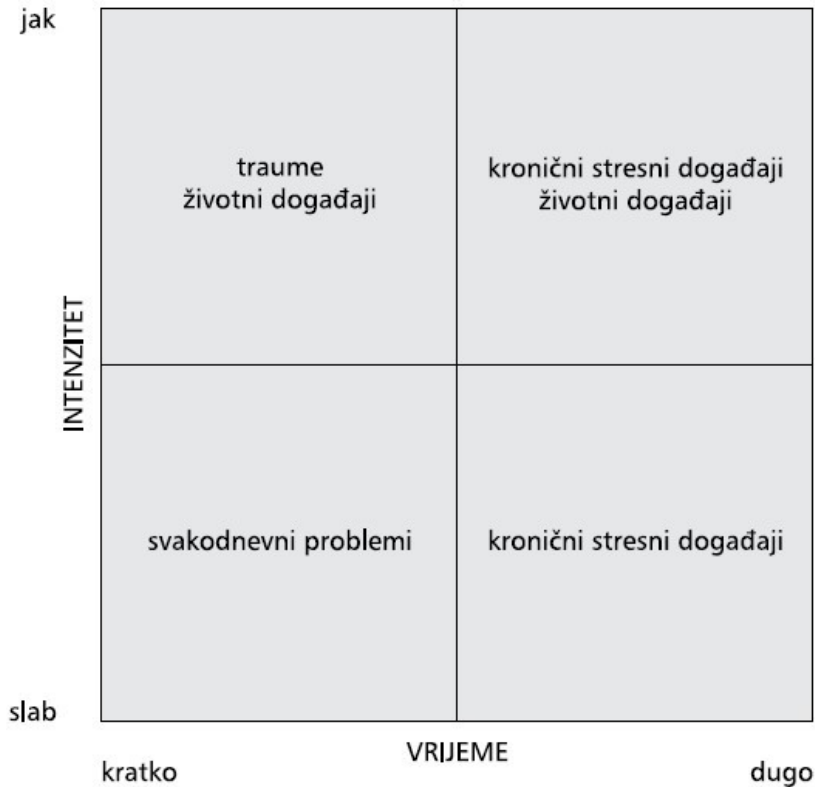 jak
traume
životni događaji
kronični stresni događaji
životni događaji
INTENZITET
svakodnevni problemi
kronični stresni događaji
slab
kratko
VRIJEME
dugo